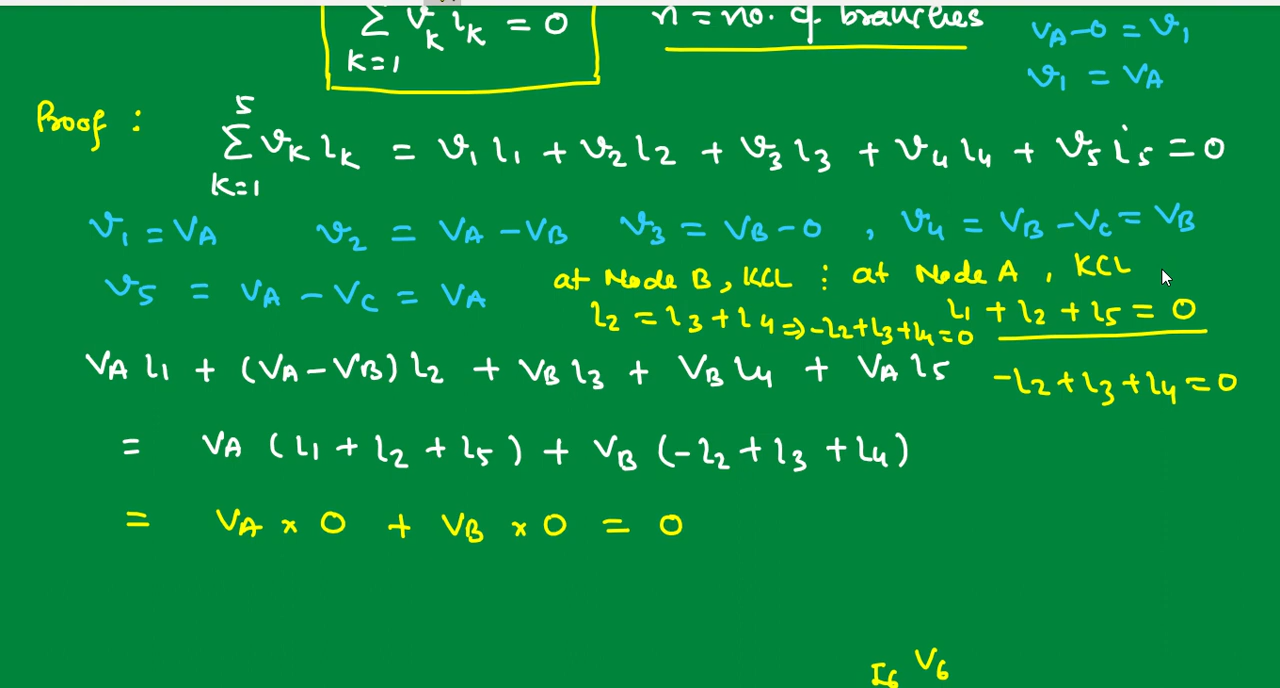 Σ v_k i_k = 0   n = no. of branches
k=1
V_A - 0 = v_1
v_1 = V_A
Proof :
5
Σ v_k i_k = v_1 i_1 + v_2 i_2 + v_3 i_3 + v_4 i_4 + v_5 i_5 = 0
k=1
v_1 = V_A   v_2 = V_A - V_B   v_3 = V_B - 0 , v_4 = V_B - V_C = V_B
v_5 = V_A - V_C = V_A
at Node B, KCL : at Node A, KCL
i_2 = i_3 + i_4 ⇒ -i_2 + i_3 + i_4 = 0   i_1 + i_2 + i_5 = 0
V_A i_1 + (V_A - V_B) i_2 + V_B i_3 + V_B i_4 + V_A i_5   -i_2 + i_3 + i_4 = 0
= V_A (i_1 + i_2 + i_5) + V_B (-i_2 + i_3 + i_4)
= V_A × 0 + V_B × 0 = 0
I_6 V_6